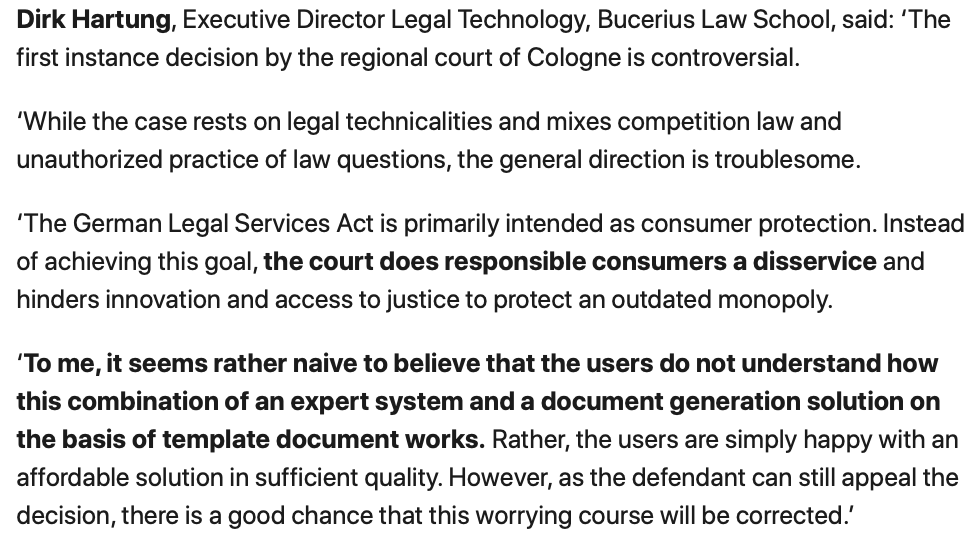 Dirk Hartung, Executive Director Legal Technology, Bucerius Law School, said: ‘The
first instance decision by the regional court of Cologne is controversial.
‘While the case rests on legal technicalities and mixes competition law and
unauthorized practice of law questions, the general direction is troublesome.
‘The German Legal Services Act is primarily intended as consumer protection. Instead
of achieving this goal, the court does responsible consumers a disservice and
hinders innovation and access to justice to protect an outdated monopoly.
‘To me, it seems rather naive to believe that the users do not understand how
this combination of an expert system and a document generation solution on
the basis of template document works. Rather, the users are simply happy with an
affordable solution in sufficient quality. However, as the defendant can still appeal the
decision, there is a good chance that this worrying course will be corrected.’